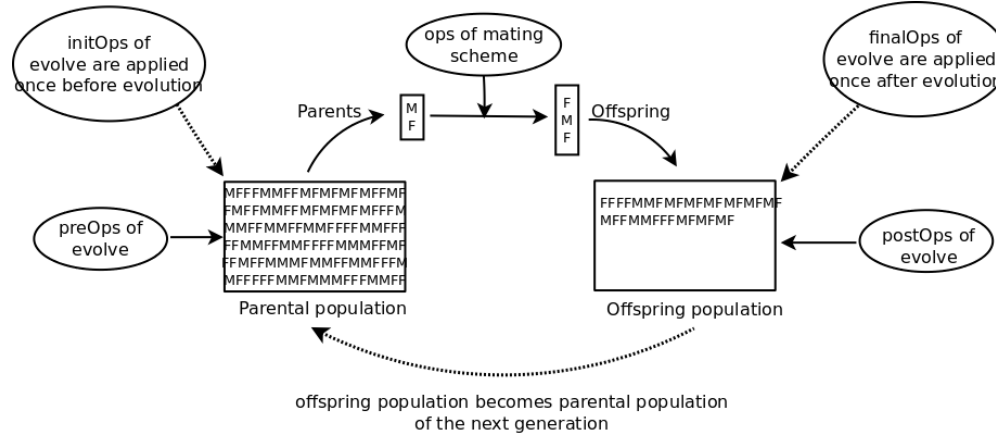 initOps of
evolve are applied
once before evolution
ops of mating
scheme
finalOps of
evolve are applied
once after evolution
Parents
M
F
F
M
F
Offspring
MFFFMMFFMFMFMFMFFMF
FMFFMMFFMFMFMFMFFFM
MMFFMMFFMMFFFFMMFFF
FFMMFFMMFFFFMMMFFMF
FFMFFMMMFMMFFMMFFFM
MFFFFFMMFMMMFFFMMFF
FFFFMMFMFMFMFMFMFMF
MFFMMFFFMFMFMF
preOps of
evolve
postOps of
evolve
Parental population
Offspring population
offspring population becomes parental population
of the next generation